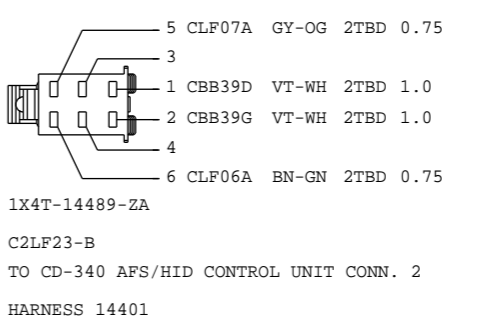 5 CLF07A GY-OG 2TBD 0.75
3
1 CBB39D VT-WH 2TBD 1.0
2 CBB39G VT-WH 2TBD 1.0
4
6 CLF06A BN-GN 2TBD 0.75
1X4T-14489-ZA
C2LF23-B
TO CD-340 AFS/HID CONTROL UNIT CONN. 2
HARNESS 14401